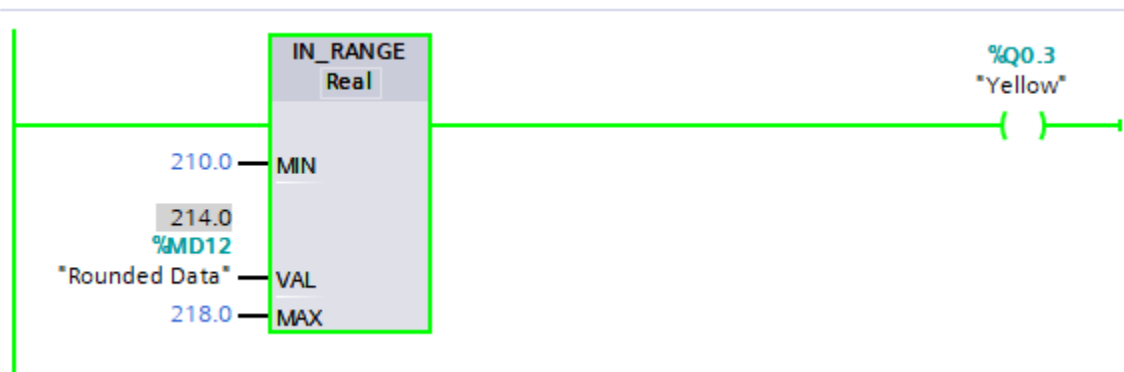 IN_RANGE
Real
%Q0.3
"Yellow"
210.0
MIN
214.0
%MD12
"Rounded Data"
VAL
218.0
MAX